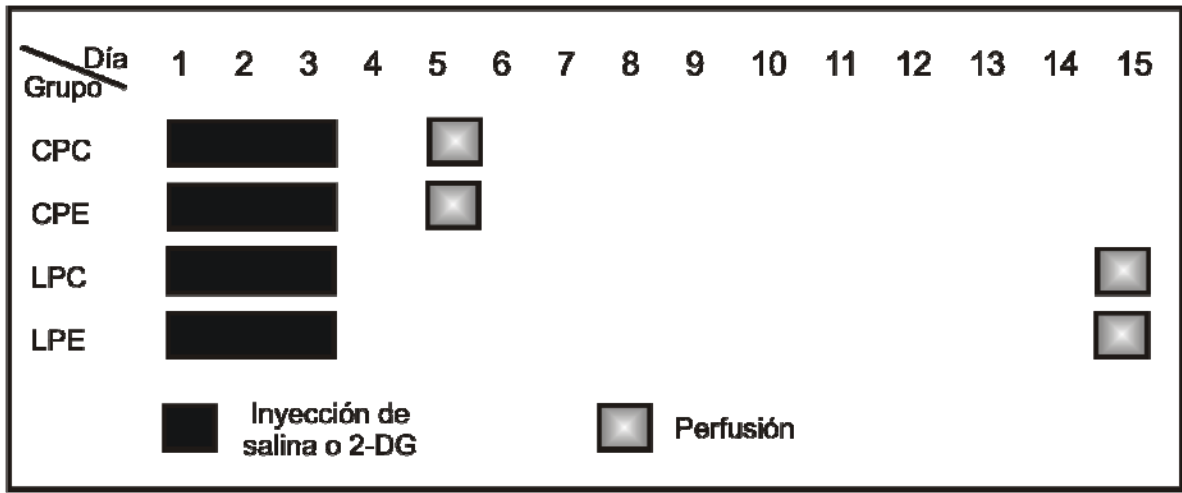 Día 1 2 3 4 5 6 7 8 9 10 11 12 13 14 15
Grupo
CPC
CPE
LPC
LPE
Inyección de
salina o 2-DG
Perfusión